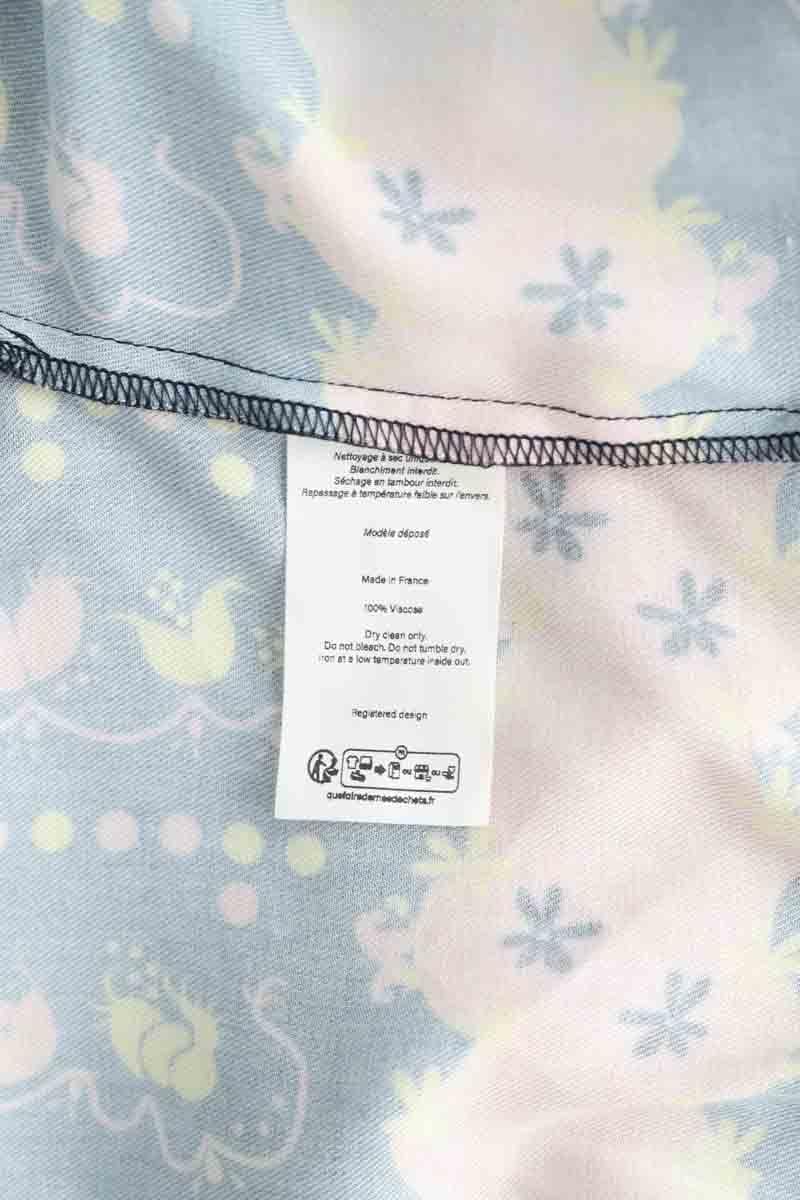 Nettoyage à sec
Blanchiment interdit.
Séchage en tambour interdit.
Repassage à température faible sur l'envers.
Modèle déposé
Made in France
100% Viscose
Dry clean only.
Do not bleach. Do not tumble dry.
Iron at a low temperature inside out.
Registered design
FR
OU OU
quefairedemesdechets.fr